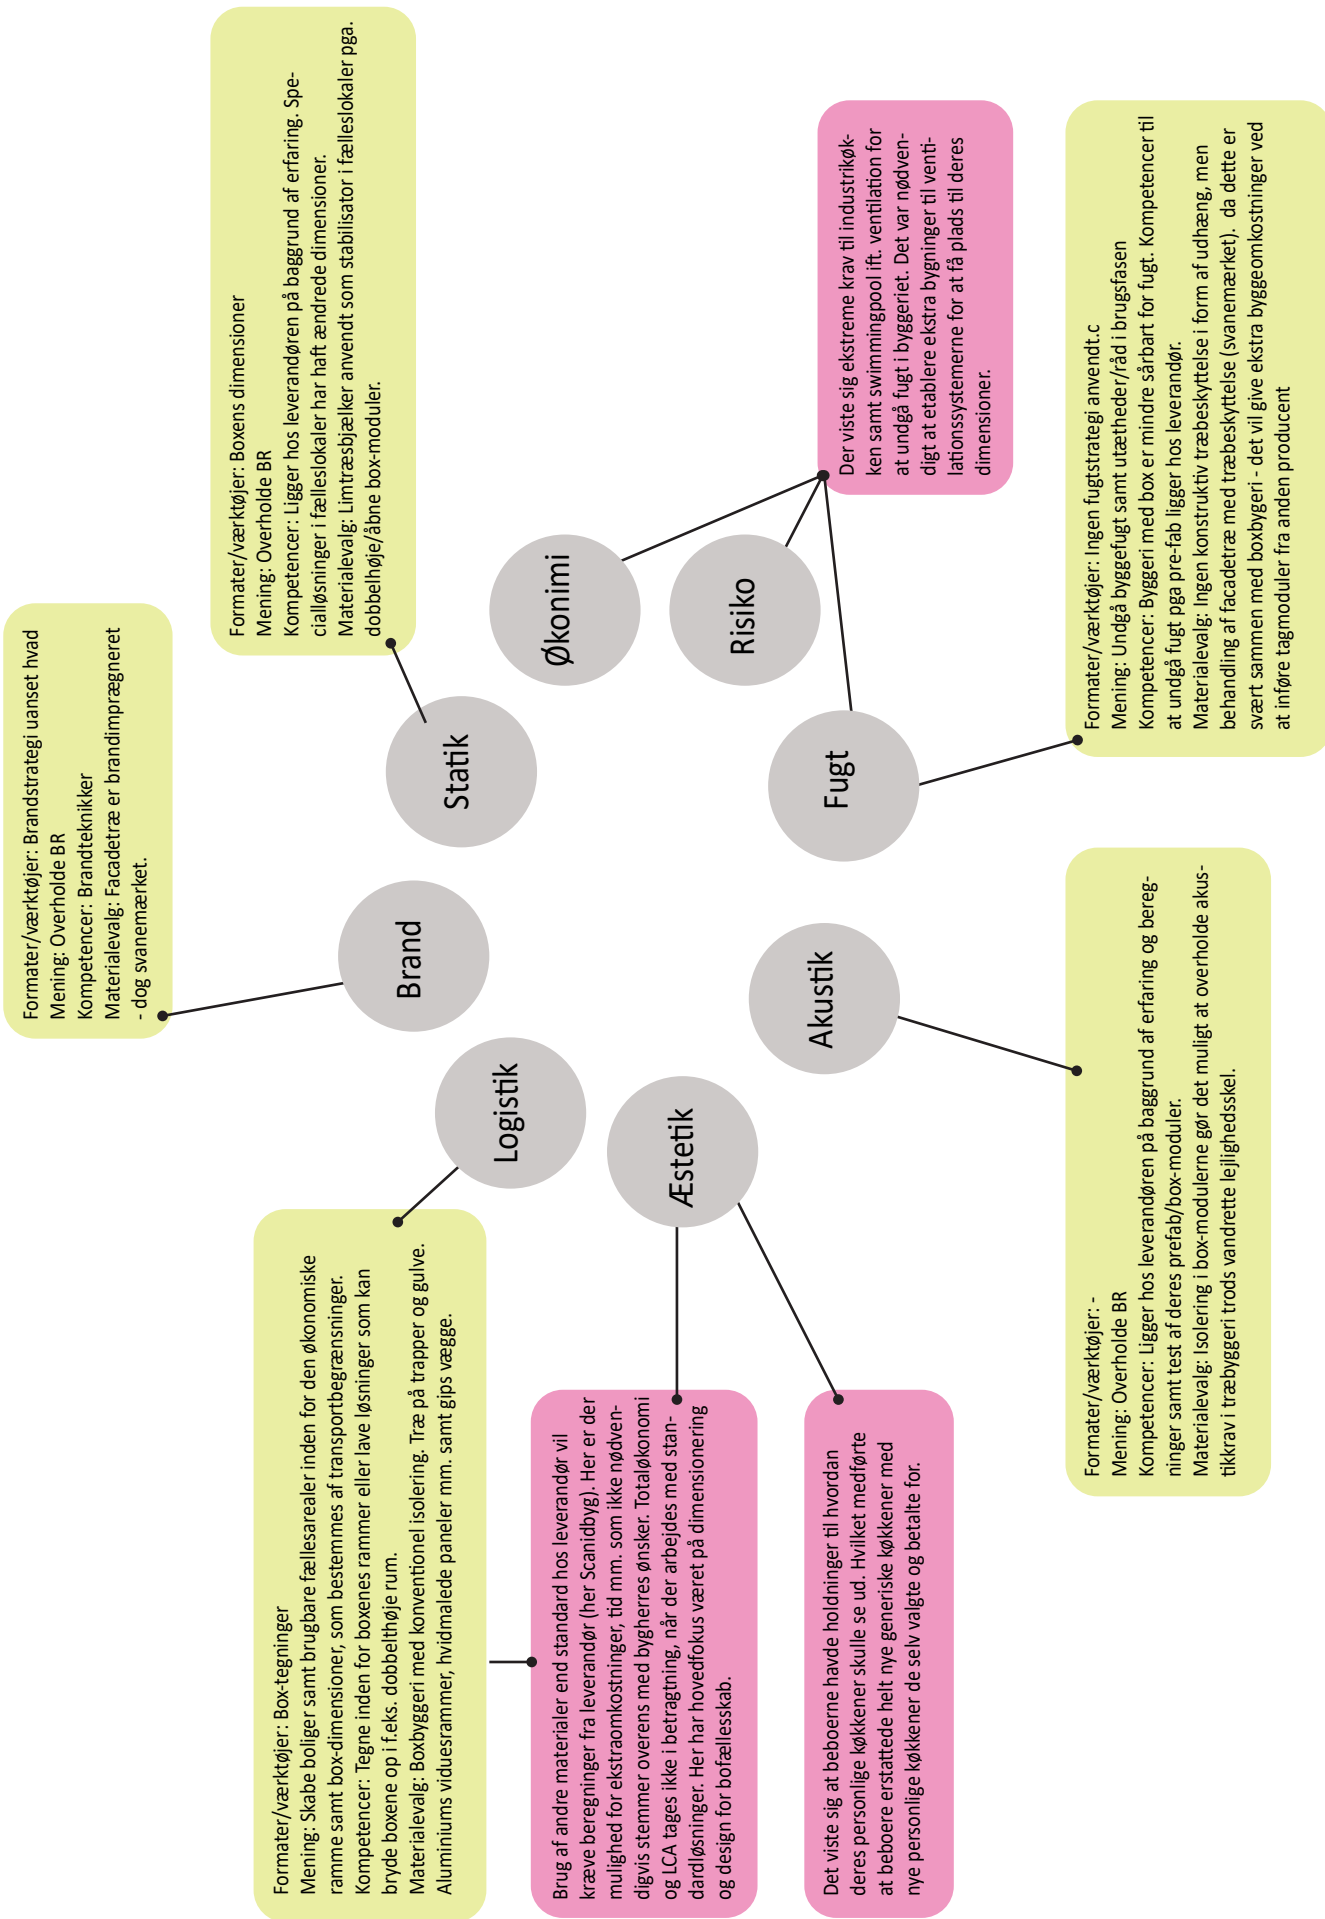 Formater/værktøjer: Brandstrategi uanset hvad
Mening: Overholde BR
Kompetencer: Brandteknikker
Materialevalg: Facadetræ er brandimprægneret
- dog svanemærket.
Formater/værktøjer: Boxens dimensioner
Mening: Overholde BR
Kompetencer: Ligger hos leverandøren på baggrund af erfaring. Spe-
cialløsninger i fælleslokaler har haft ændrede dimensioner.
Materialevalg: Limtræsbjælker anvendt som stabilisator i fælleslokaler pga.
dobbelhøje/åbne box-moduler.
Formater/værktøjer: Box-tegninger
Mening: Skabe boliger samt brugbare fællesarealer inden for den økonomiske
ramme samt box-dimensioner, som bestemmes af transportbegrænsninger.
Kompetencer: Tegne inden for boxenes rammer eller lave løsninger som kan
bryde boxene op i f.eks. dobbelthøje rum.
Materialevalg: Boxbyggeri med konventionel isolering. Træ på trapper og gulve.
Aluminiums viduesrammer, hvidmalede paneler mm. samt gips vægge.
Brand
Statik
Logistik
Økonimi
Æstetik
Risiko
Akustik
Fugt
Brug af andre materialer end standard hos leverandør vil
kræve beregninger fra leverandør (her Scanidbyg). Her er der
mulighed for ekstraomkostninger, tid mm. som ikke nødven-
digvis stemmer overens med bygherres ønsker. Totaløkonomi
og LCA tages ikke i betragtning, når der arbejdes med stan-
dardløsninger. Her har hovedfokus været på dimensionering
og design for bofællesskab.
Det viste sig at beboerne havde holdninger til hvordan
deres personlige køkkener skulle se ud. Hvilket medførte
at beboere erstattede helt nye generiske køkkener med
nye personlige køkkener de selv valgte og betalte for.
Der viste sig ekstreme krav til industrikøk-
ken samt swimmingpool ift. ventilation for
at undgå fugt i byggeriet. Det var nødven-
digt at etablere ekstra bygninger til venti-
lationssystemerne for at få plads til deres
dimensioner.
Formater/værktøjer: -
Mening: Overholde BR
Kompetencer: Ligger hos leverandøren på baggrund af erfaring og bereg-
ninger samt test af deres prefab/box-moduler.
Materialevalg: Isolering i box-modulerne gør det muligt at overholde akus-
tikkrav i træbyggeri trods vandrette lejlighedsskel.
Formater/værktøjer: Ingen fugtstrategi anvendt.c
Mening: Undgå byggefugt samt utætheder/råd i brugsfasen
Kompetencer: Byggeri med box er mindre sårbart for fugt. Kompetencer til
at undgå fugt pga pre-fab ligger hos leverandør.
Materialevalg: Ingen konstruktiv træbeskyttelse i form af udhæng, men
behandling af facadetræ med træbeskyttelse (svanemærket). da dette er
svært sammen med boxbygeri - det vil give ekstra byggeomkostninger ved
at inføre tagmoduler fra anden producent